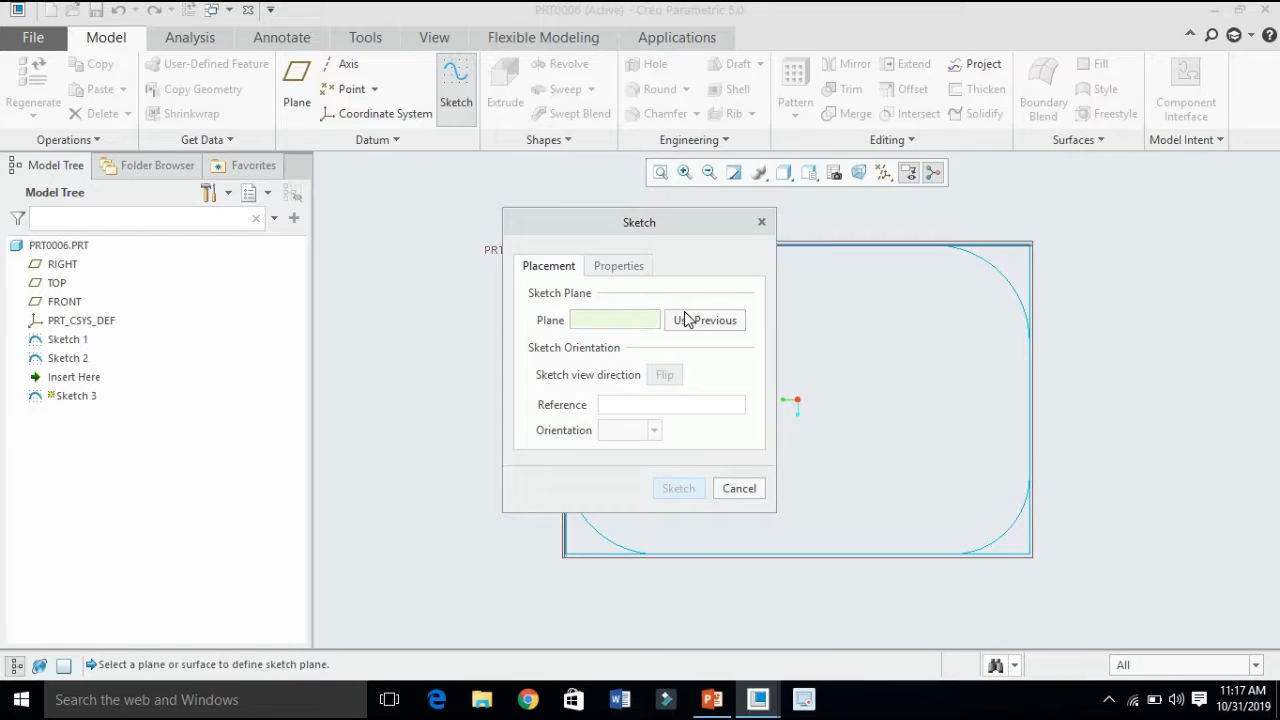 PRT0006 (Active) - Creo Parametric 5.0
File Model Analysis Annotate Tools View Flexible Modeling Applications
Regenerate
Copy
Paste
Delete
Operations
User-Defined Feature
Copy Geometry
Shrinkwrap
Get Data
Plane
Axis
Point
Coordinate System
Sketch
Datum
Extrude
Revolve
Sweep
Swept Blend
Shapes
Hole
Round
Chamfer
Draft
Shell
Rib
Engineering
Pattern
Mirror
Trim
Merge
Extend
Offset
Intersect
Project
Thicken
Solidify
Editing
Boundary
Blend
Fill
Style
Freestyle
Surfaces
Component
Interface
Model Intent
Model Tree Folder Browser Favorites
Model Tree
PRT0006.PRT
RIGHT
TOP
FRONT
PRT_CSYS_DEF
Sketch 1
Sketch 2
Insert Here
Sketch 3
PRT
Sketch
Placement Properties
Sketch Plane
Plane Use Previous
Sketch Orientation
Sketch view direction Flip
Reference
Orientation
Sketch Cancel
Select a plane or surface to define sketch plane.
All
Search the web and Windows
11:17 AM
10/31/2019